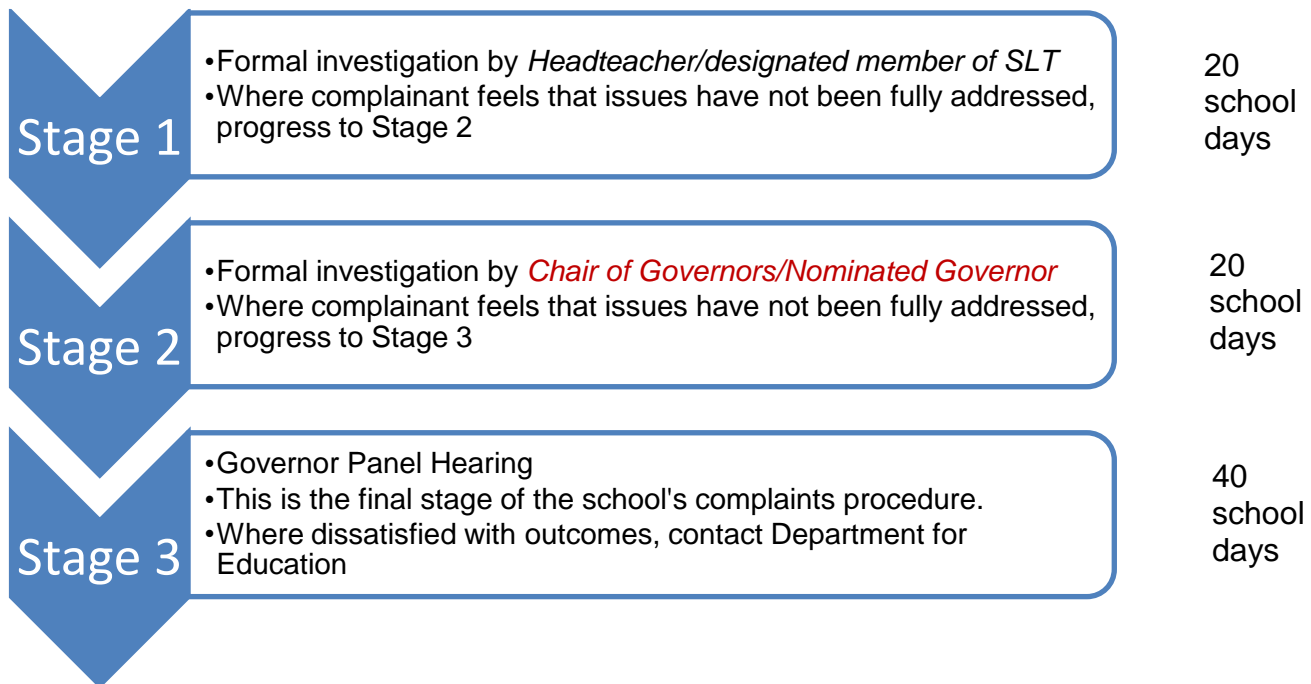 Stage 1
•Formal investigation by Headteacher/designated member of SLT
•Where complainant feels that issues have not been fully addressed,
progress to Stage 2
20
school
days
Stage 2
•Formal investigation by Chair of Governors/Nominated Governor
•Where complainant feels that issues have not been fully addressed,
progress to Stage 3
20
school
days
Stage 3
•Governor Panel Hearing
•This is the final stage of the school's complaints procedure.
•Where dissatisfied with outcomes, contact Department for
Education
40
school
days